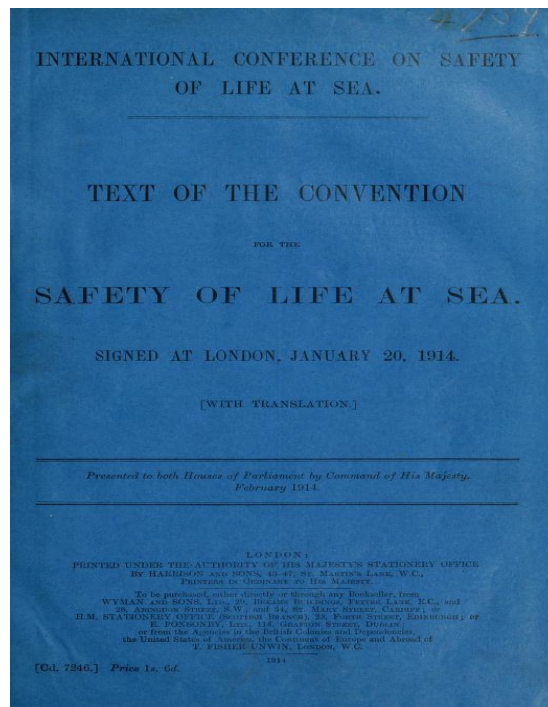 INTERNATIONAL CONFERENCE ON SAFETY
OF LIFE AT SEA.
TEXT OF THE CONVENTION
FOR THE
SAFETY OF LIFE AT SEA.
SIGNED AT LONDON, JANUARY 20, 1914.
[WITH TRANSLATION.]
Presented to both Houses of Parliament by Command of His Majesty.
February 1914.
LONDON:
PRINTED UNDER THE AUTHORITY OF HIS MAJESTY'S STATIONERY OFFICE
BY HARRISON AND SONS, 45-47, ST. MARTIN'S LANE, W.C.,
PRINTERS IN ORDINARY TO HIS MAJESTY.
To be purchased, either directly or through any Bookseller, from
WYMAN AND SONS, LTD., 29, BREAMS BUILDINGS, FETTER LANE, E.C., and
28, ABINGDON STREET, S.W., and 54, ST. MARY STREET, CARDIFF; or
H.M. STATIONERY OFFICE (SCOTTISH BRANCH), 23, FORTH STREET, EDINBURGH; or
E. PONSONBY, LTD., 116, GRAFTON STREET, DUBLIN;
or from the Agencies in the British Colonies and Dependencies,
the United States of America, the Continent of Europe and Abroad of
T. FISHER UNWIN, LONDON, W.C.
1914
[Cd. 7246.] Price 1s. 6d.